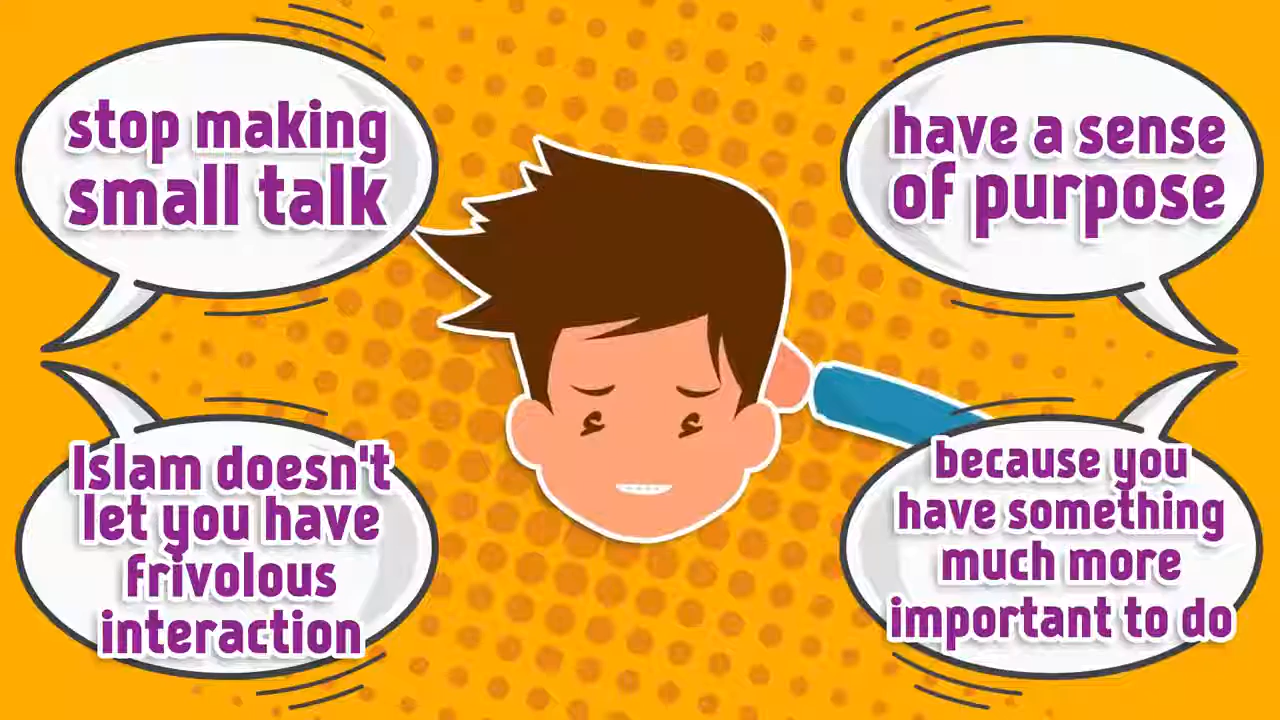 stop making
small talk
have a sense
of purpose
Islam doesn't
let you have
frivolous
interaction
because you
have something
much more
important to do